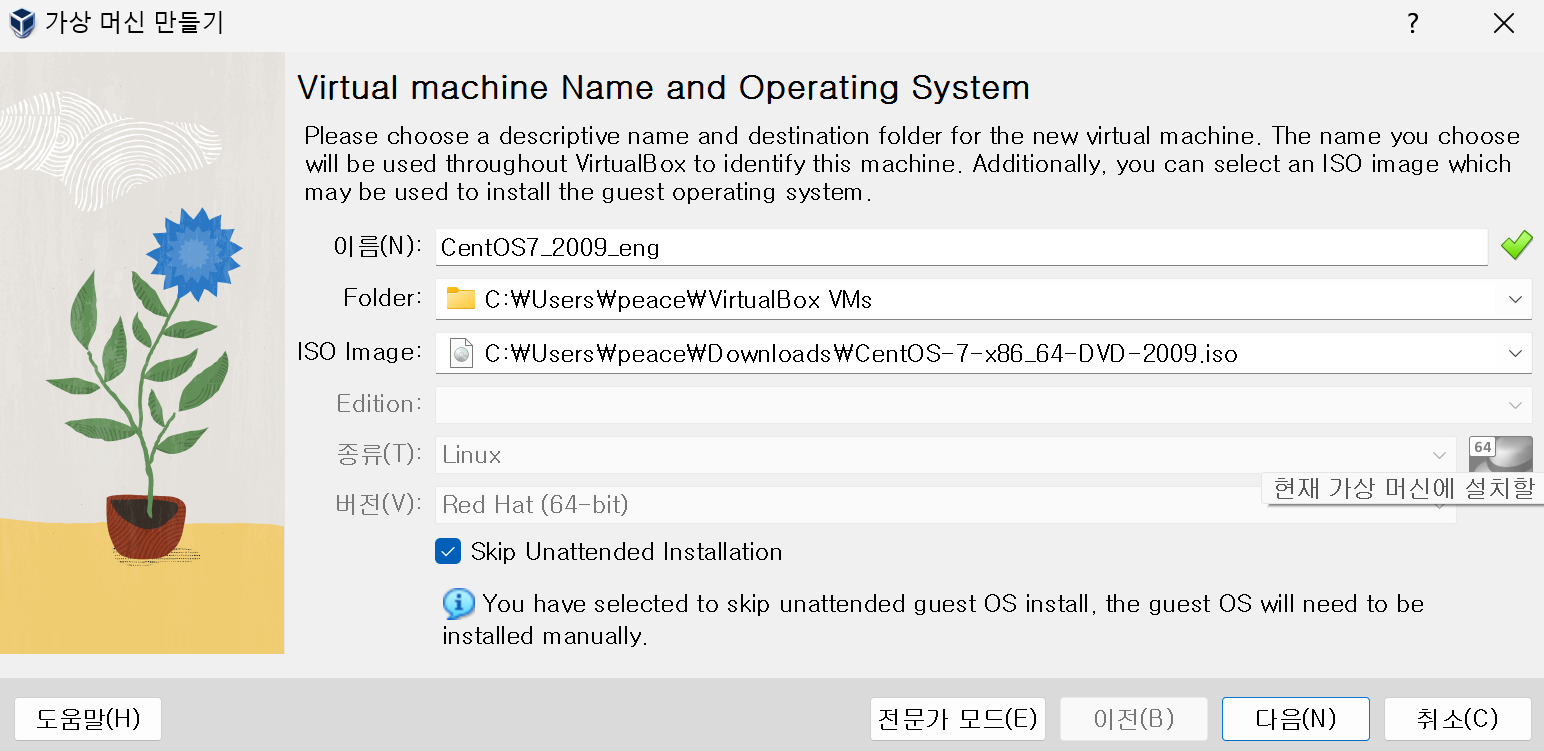 가상 머신 만들기
?
Virtual machine Name and Operating System
Please choose a descriptive name and destination folder for the new virtual machine. The name you choose
will be used throughout VirtualBox to identify this machine. Additionally, you can select an ISO image which
may be used to install the guest operating system.
이름(N): CentOS7_2009_eng
Folder: C:₩Users₩peace₩VirtualBox VMs
ISO Image: C:₩Users₩peace₩Downloads₩CentOS-7-x86_64-DVD-2009.iso
Edition:
종류(T): Linux 64
현재 가상 머신에 설치할
버전(V): Red Hat (64-bit)
Skip Unattended Installation
You have selected to skip unattended guest OS install, the guest OS will need to be
installed manually.
도움말(H) 전문가 모드(E) 이전(B) 다음(N) 취소(C)